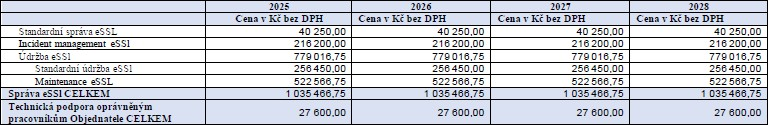 2025 2026 2027 2028
Cena v Kč bez DPH Cena v Kč bez DPH Cena v Kč bez DPH Cena v Kč bez DPH
Standardní správa eSSL 40 250,00 40 250,00 40 250,00 40 250,00
Incident management eSSl 216 200,00 216 200,00 216 200,00 216 200,00
Údržba eSSl 779 016,75 779 016,75 779 016,75 779 016,75
Standardní údržba eSSl 256 450,00 256 450,00 256 450,00 256 450,00
Maintenance eSSL 522 566,75 522 566,75 522 566,75 522 566,75
Správa eSSl CELKEM 1 035 466,75 1 035 466,75 1 035 466,75 1 035 466,75
Technická podpora oprávněným
pracovníkům Objednatele CELKEM 27 600,00 27 600,00 27 600,00 27 600,00